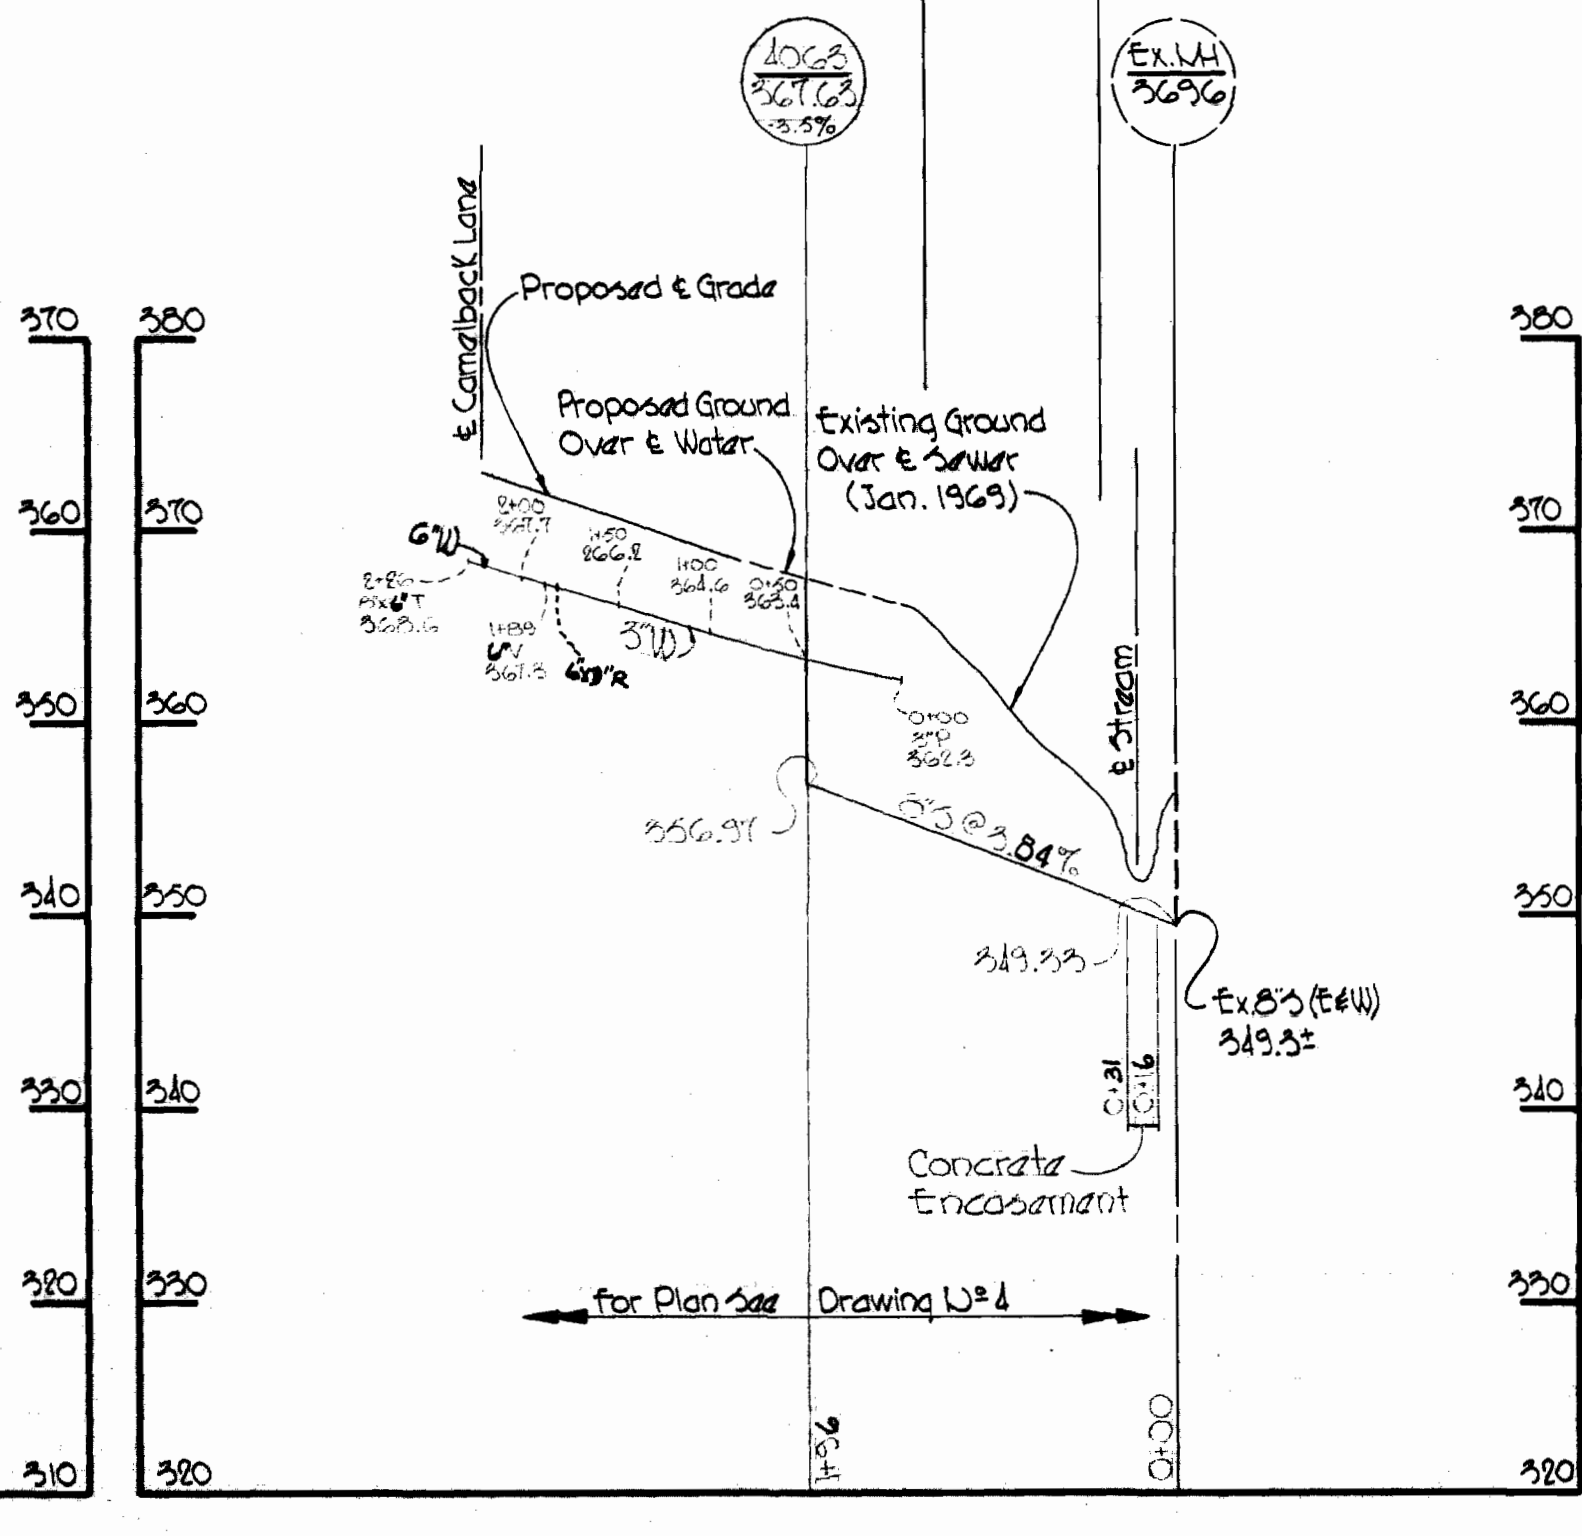 4063
367.63
-3.5%
Ex.MH
3696
℄ Camelback Lane
Proposed ℄ Grade
370
380
380
Proposed Ground
Over ℄ Water
Existing Ground
Over ℄ Sewer
(Jan. 1969)
360
370
370
6"W
2+00
367.7
1+50
266.2
1+00
364.6
0+50
363.4
2+26
8"x6"T
368.6
1+89
6"V
367.3
R
3"W
℄ Stream
350
360
360
0+00
3"P
362.3
356.97
8"S @ 3.84%
340
350
350
349.33
Ex.8"S (E&W)
349.3±
0+31
0+16
330
340
340
Concrete
Encasement
320
330
330
For Plan See Drawing Nº 4
1+96
0+00
310
320
320